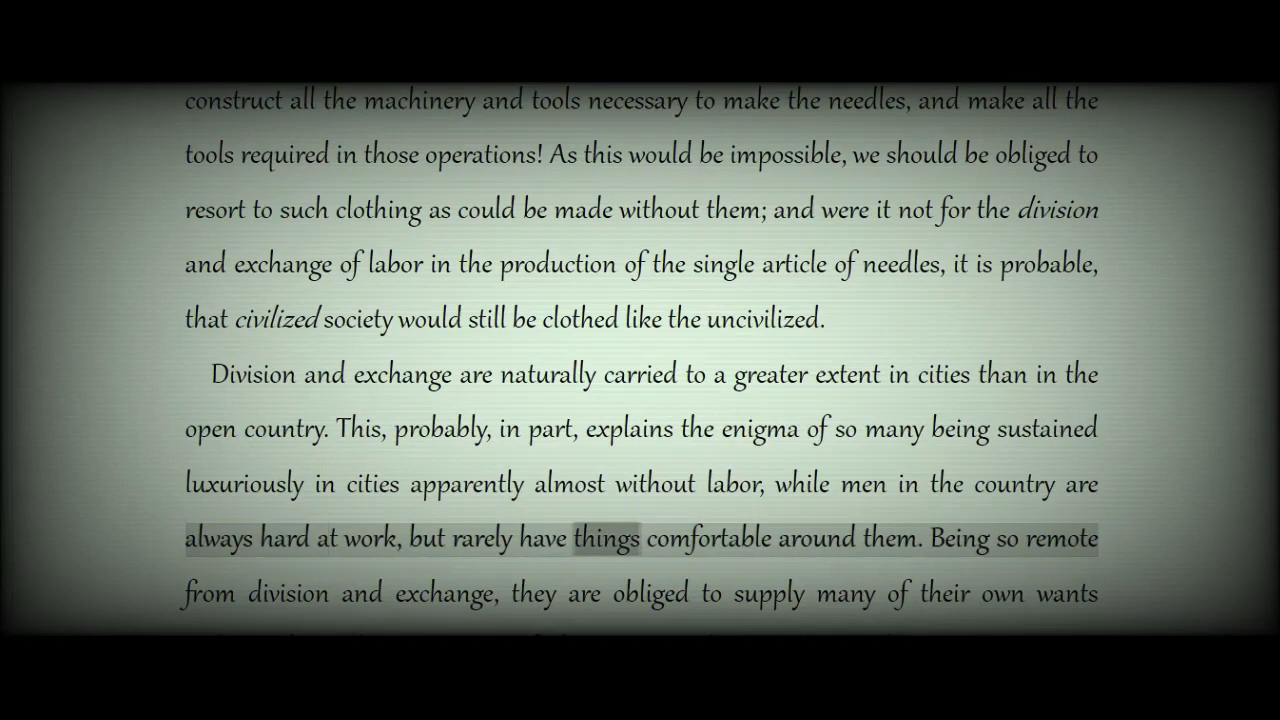 construct all the machinery and tools necessary to make the needles, and make all the
tools required in those operations! As this would be impossible, we should be obliged to
resort to such clothing as could be made without them; and were it not for the division
and exchange of labor in the production of the single article of needles, it is probable,
that civilized society would still be clothed like the uncivilized.
Division and exchange are naturally carried to a greater extent in cities than in the
open country. This, probably, in part, explains the enigma of so many being sustained
luxuriously in cities apparently almost without labor, while men in the country are
always hard at work, but rarely have things comfortable around them. Being so remote
from division and exchange, they are obliged to supply many of their own wants